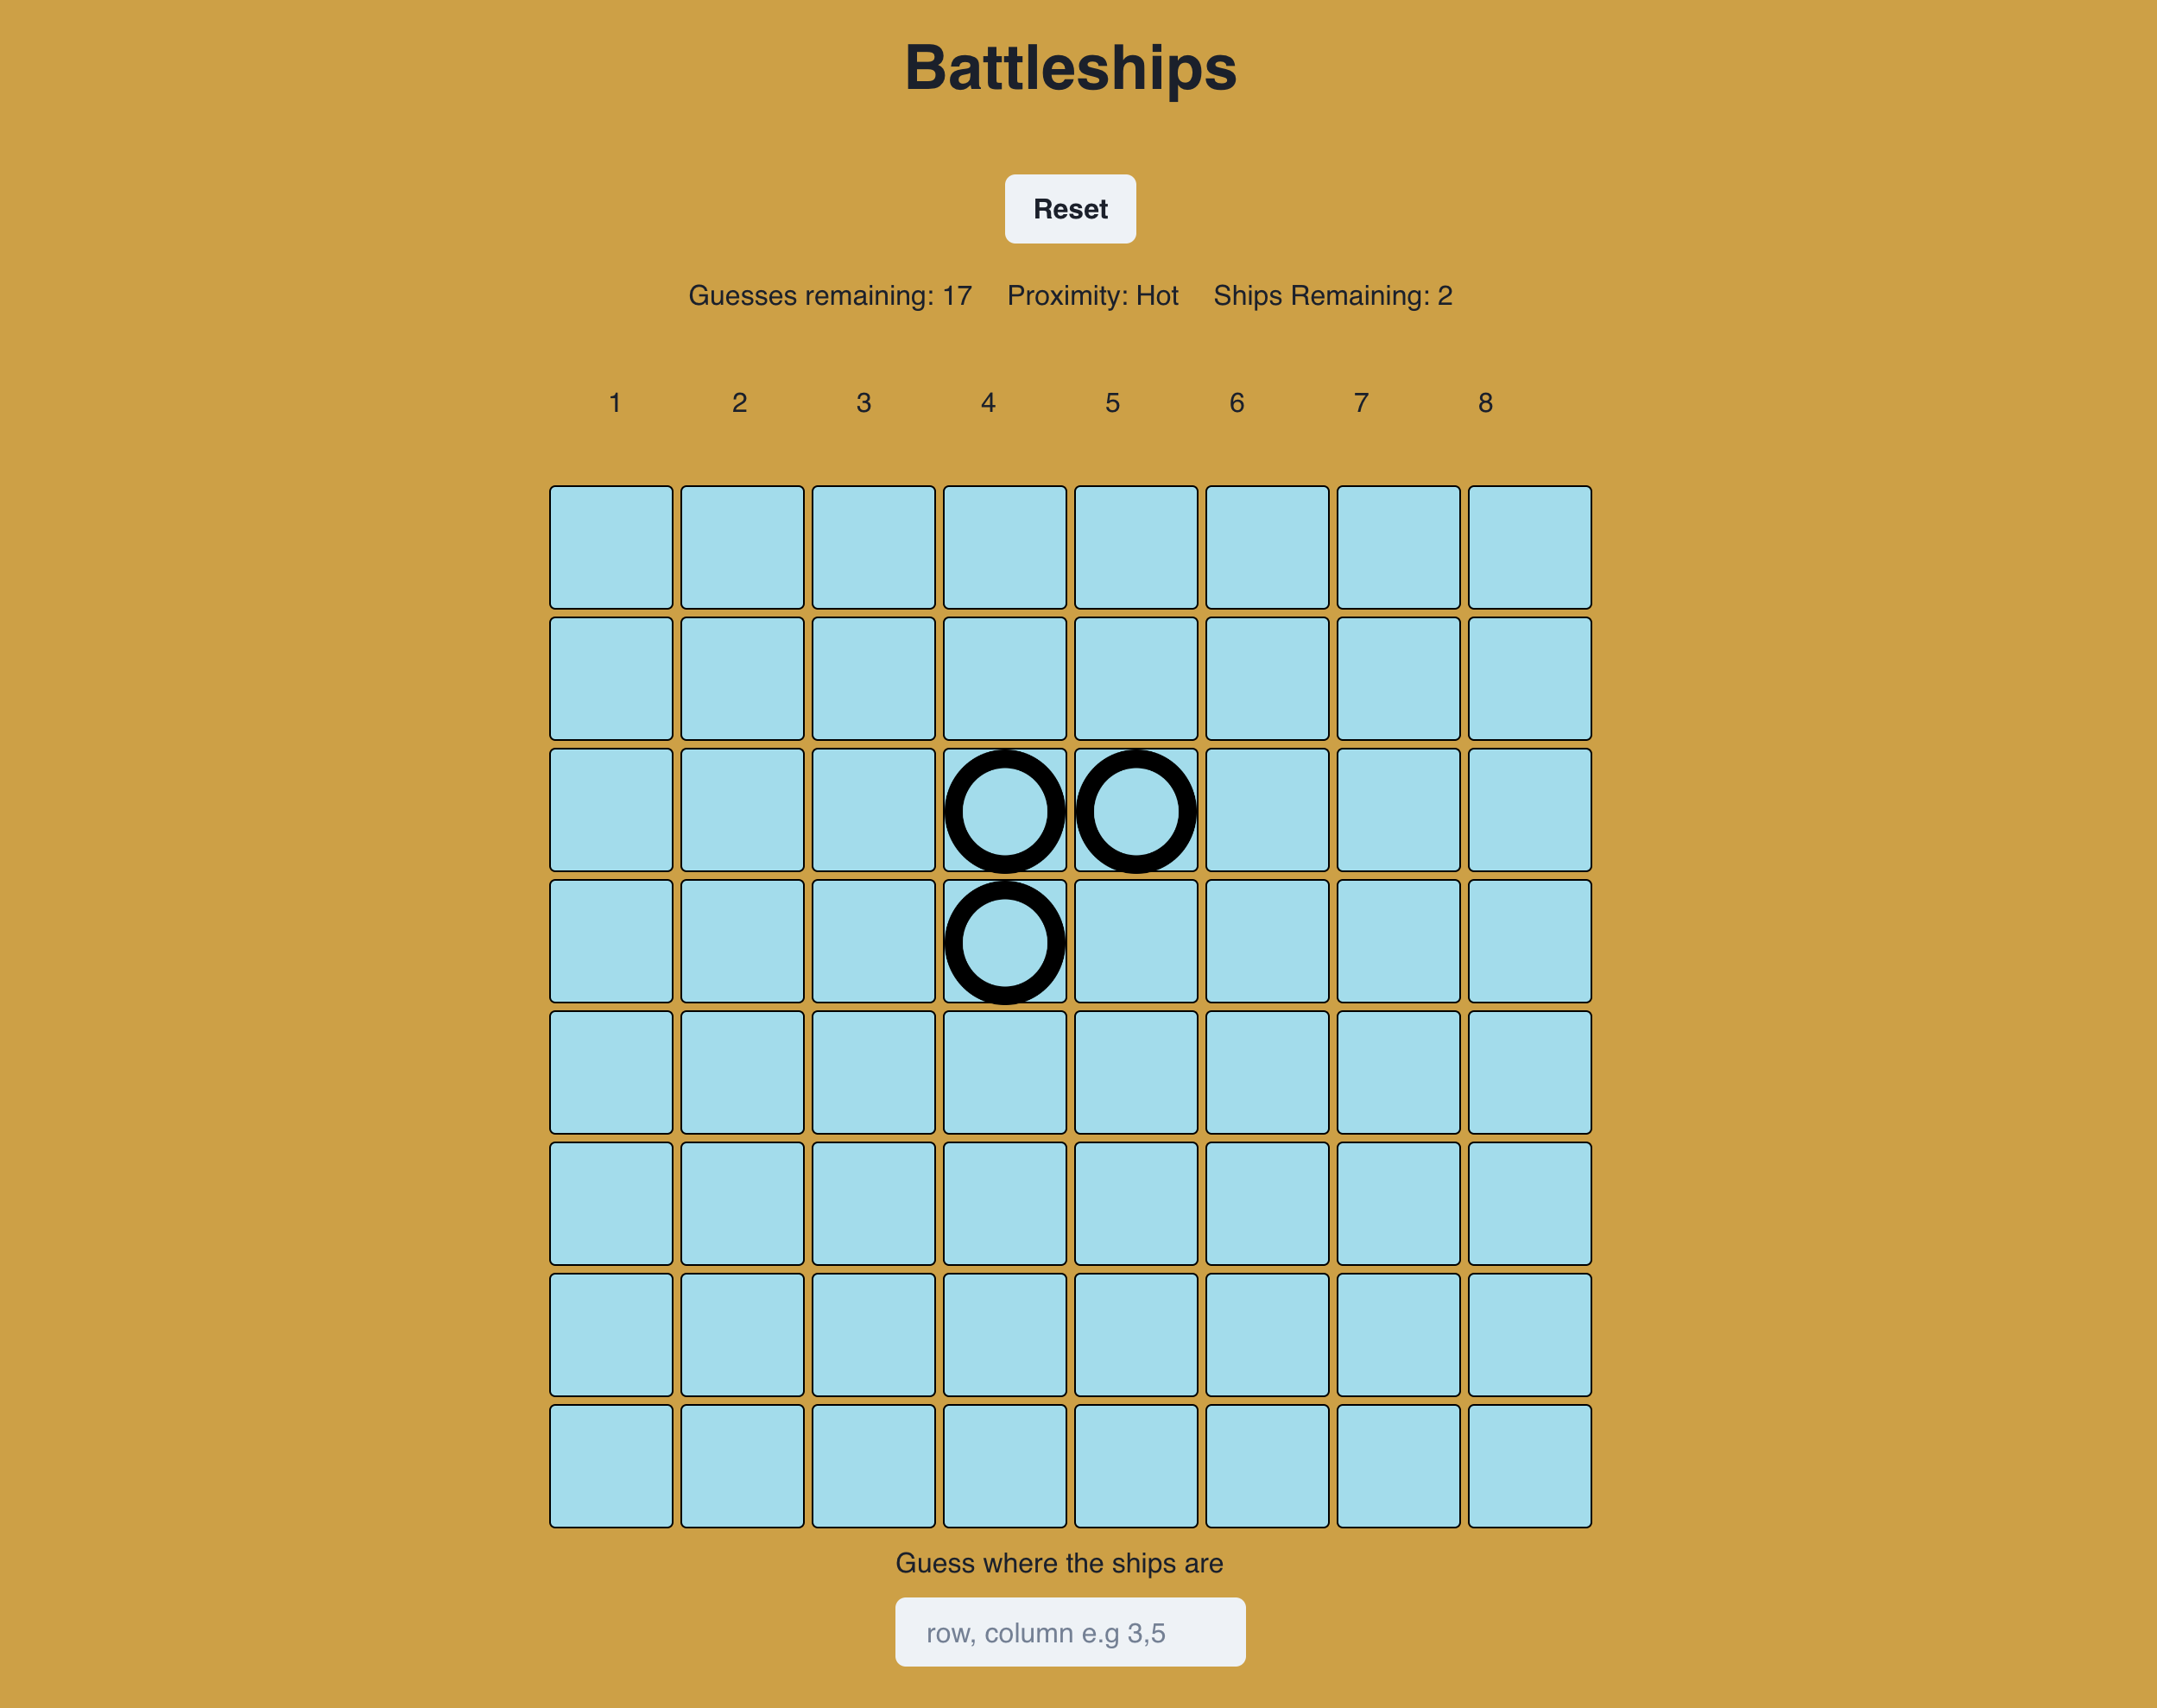 Battleships
Reset
Guesses remaining: 17 Proximity: Hot Ships Remaining: 2
1 2 3 4 5 6 7 8
Guess where the ships are
row, column e.g 3,5